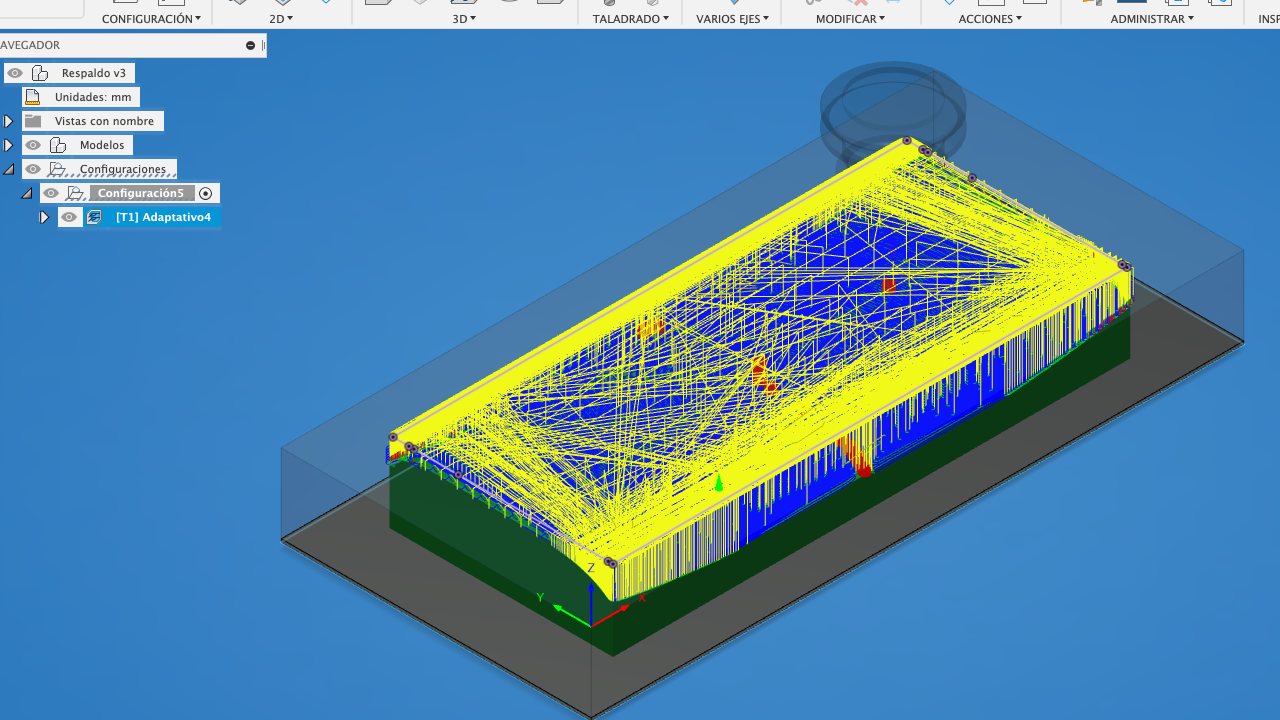 CONFIGURACIÓN▾ 2D▾ 3D▾ TALADRADO▾ VARIOS EJES▾ MODIFICAR▾ ACCIONES▾ ADMINISTRAR▾ INSP
AVEGADOR
Respaldo v3
Unidades: mm
Vistas con nombre
Modelos
Configuraciones
Configuración5
[T1] Adaptativo4
Z
Y X